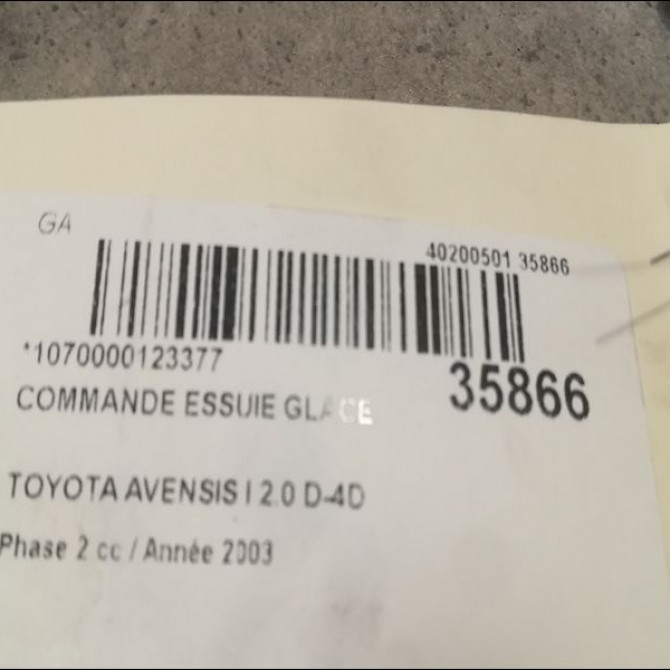 GA
40200501 35866
*1070000123377
35866
COMMANDE ESSUIE GLACE
TOYOTA AVENSIS I 2.0 D-4D
Phase 2 cc / Année 2003